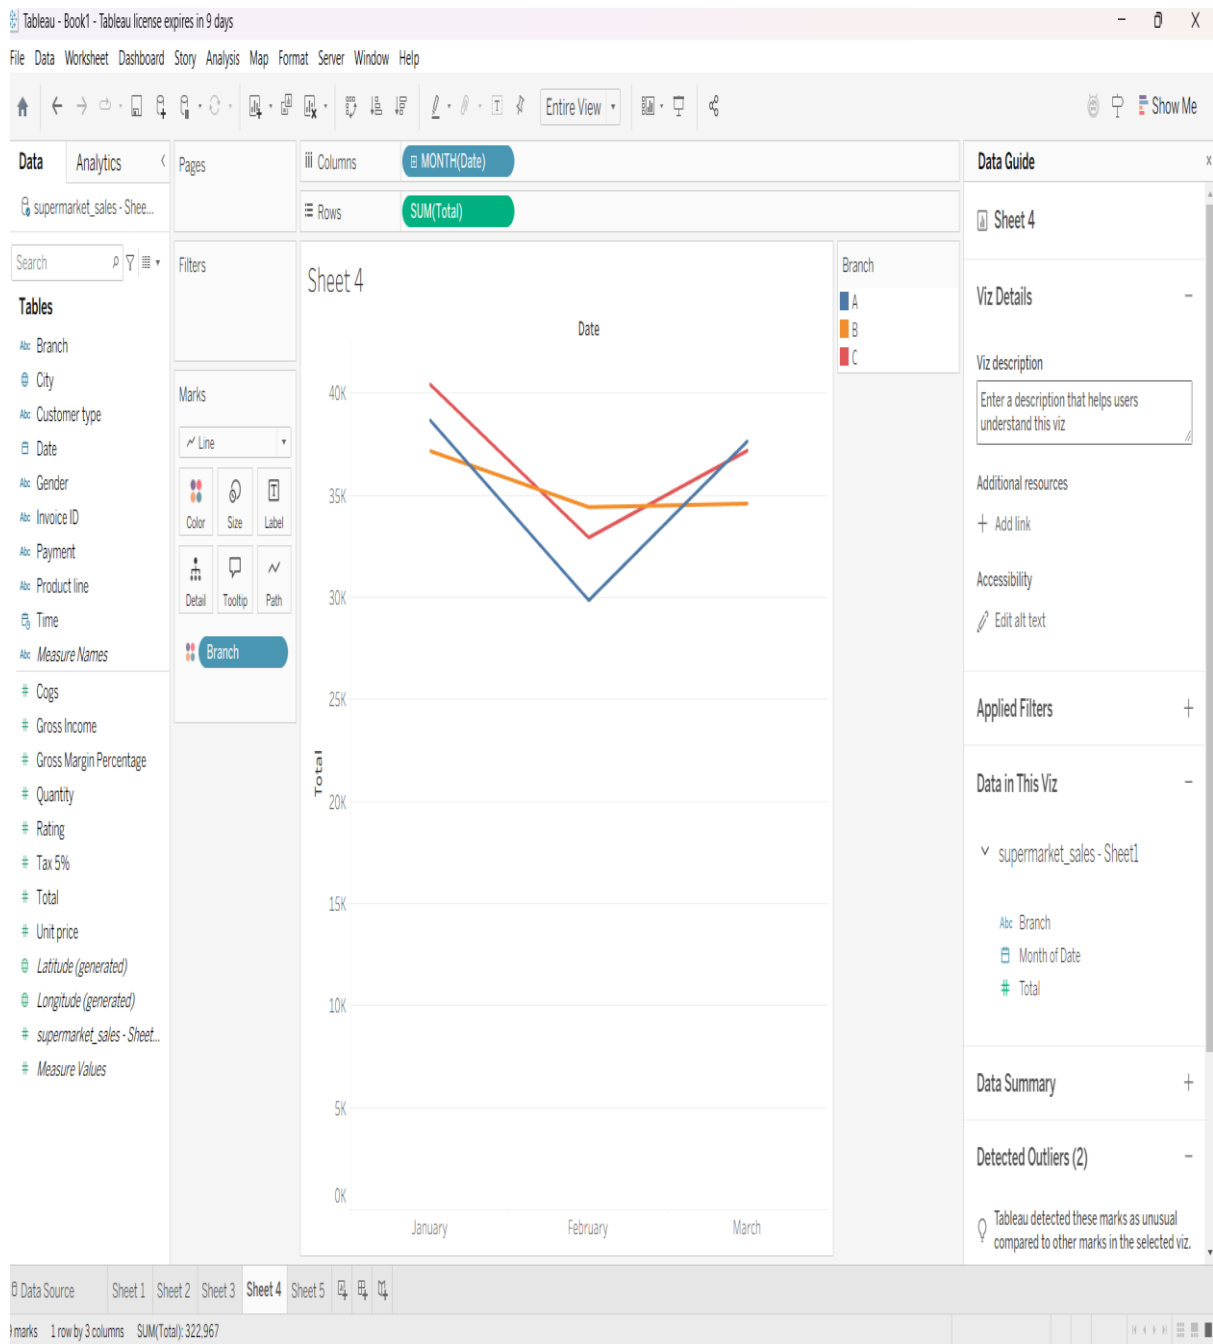 Tableau - Book1 - Tableau license expires in 9 days
File Data Worksheet Dashboard Story Analysis Map Format Server Window Help
Entire View
Show Me
Data Analytics
supermarket_sales - Shee...
Search
Tables
Abc Branch
City
Abc Customer type
Date
Abc Gender
Abc Invoice ID
Abc Payment
Abc Product line
Time
Abc Measure Names
# Cogs
# Gross Income
# Gross Margin Percentage
# Quantity
# Rating
# Tax 5%
# Total
# Unit price
Latitude (generated)
Longitude (generated)
# supermarket_sales - Sheet...
# Measure Values
Pages
Filters
Marks
Line
Color Size Label
Detail Tooltip Path
Branch
Columns MONTH(Date)
Rows SUM(Total)
Sheet 4
Date
Total
40K
35K
30K
25K
20K
15K
10K
5K
0K
January February March
Branch
A
B
C
Data Guide
Sheet 4
Viz Details
Viz description
Enter a description that helps users
understand this viz
Additional resources
Add link
Accessibility
Edit alt text
Applied Filters
Data in This Viz
supermarket_sales - Sheet1
Abc Branch
Month of Date
# Total
Data Summary
Detected Outliers (2)
Tableau detected these marks as unusual
compared to other marks in the selected viz.
Data Source Sheet 1 Sheet 2 Sheet 3 Sheet 4 Sheet 5
marks 1 row by 3 columns SUM(Total): 322,967